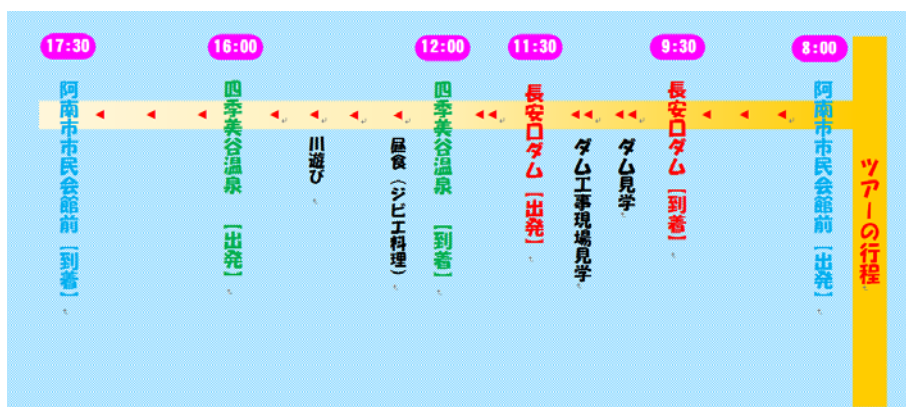 ツアーの行程
8:00
阿南市市民会館前［出発］
9:30
長安口ダム［到着］
ダム見学
ダム工事現場見学
11:30
長安口ダム［出発］
12:00
四季美谷温泉［到着］
昼食（ジビエ料理）
川遊び
16:00
四季美谷温泉［出発］
17:30
阿南市市民会館前［到着］